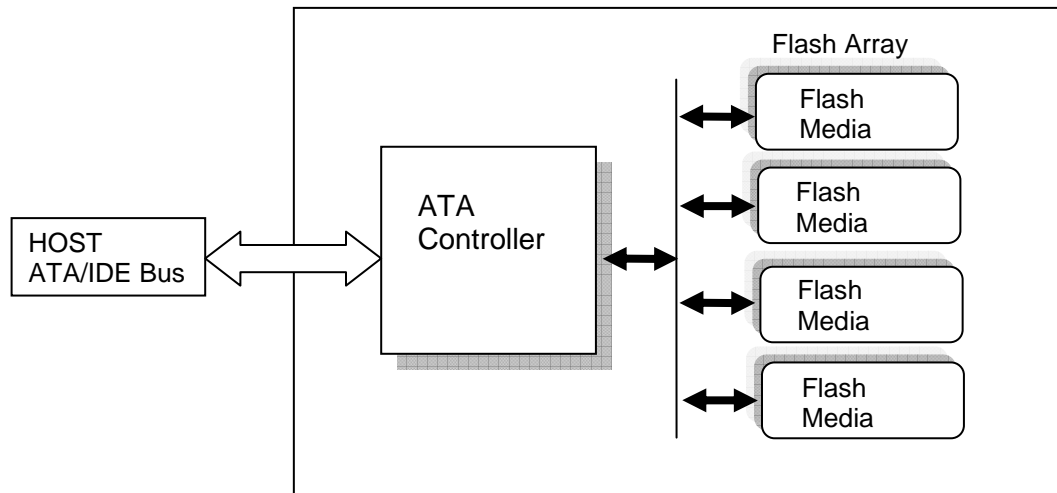 Flash Array
Flash
Media
Flash
Media
Flash
Media
Flash
Media
ATA
Controller
HOST
ATA/IDE Bus